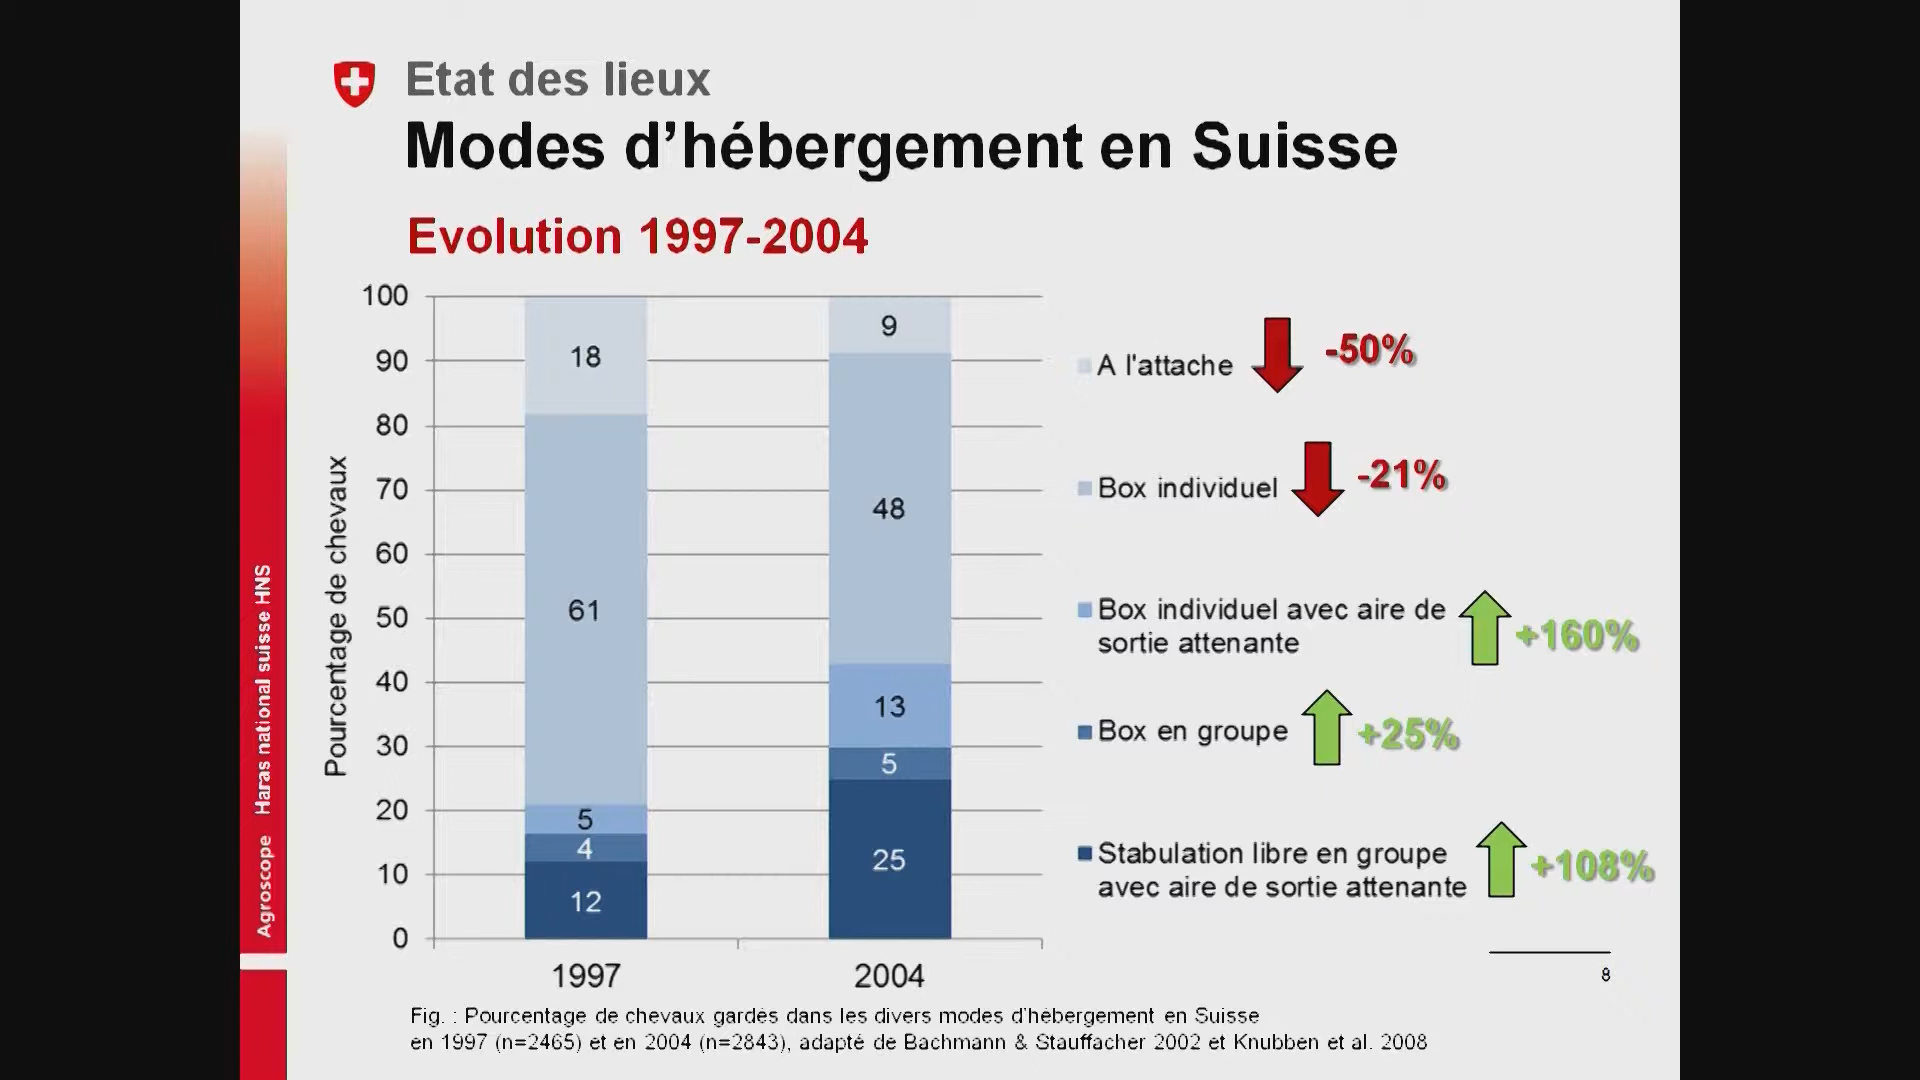 Etat des lieux
Modes d'hébergement en Suisse
Evolution 1997-2004
Pourcentage de chevaux
100
90
80
70
60
50
40
30
20
10
0
18
61
5
4
12
9
48
13
5
25
1997
2004
A l'attache
-50%
Box individuel
-21%
Box individuel avec aire de
sortie attenante
+160%
Box en groupe
+25%
Stabulation libre en groupe
avec aire de sortie attenante
+108%
8
Fig. : Pourcentage de chevaux gardés dans les divers modes d'hébergement en Suisse
en 1997 (n=2465) et en 2004 (n=2843), adapté de Bachmann & Stauffacher 2002 et Knubben et al. 2008
Agroscope Haras national suisse HNS